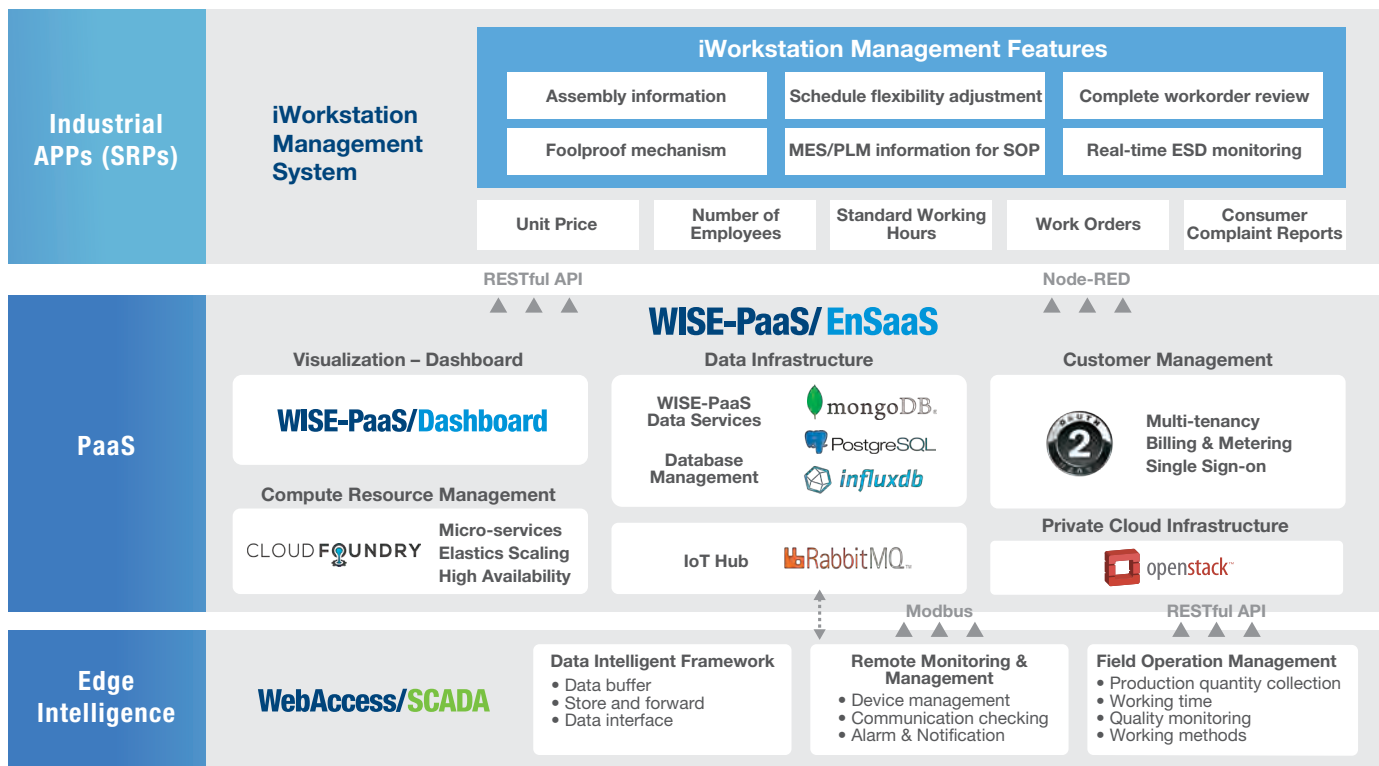 Industrial
APPs (SRPs)
iWorkstation
Management
System
iWorkstation Management Features
Assembly information
Schedule flexibility adjustment
Complete workorder review
Foolproof mechanism
MES/PLM information for SOP
Real-time ESD monitoring
Unit Price
Number of
Employees
Standard Working
Hours
Work Orders
Consumer
Complaint Reports
RESTful API
Node-RED
PaaS
WISE-PaaS/EnSaaS
Visualization – Dashboard
WISE-PaaS/Dashboard
Compute Resource Management
CLOUD FOUNDRY
Micro-services
Elastics Scaling
High Availability
Data Infrastructure
WISE-PaaS
Data Services
Database
Management
mongoDB®
PostgreSQL
influxdb
IoT Hub
RabbitMQ™
Customer Management
OAUTH
2
Multi-tenancy
Billing & Metering
Single Sign-on
Private Cloud Infrastructure
openstack™
Modbus
RESTful API
Edge
Intelligence
WebAccess/SCADA
Data Intelligent Framework
• Data buffer
• Store and forward
• Data interface
Remote Monitoring &
Management
• Device management
• Communication checking
• Alarm & Notification
Field Operation Management
• Production quantity collection
• Working time
• Quality monitoring
• Working methods